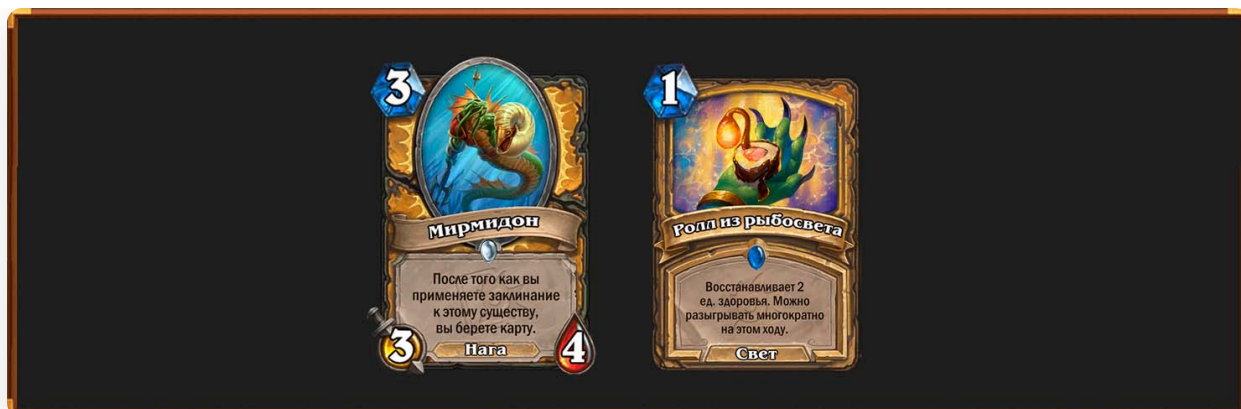 3
Мирмидон
После того как вы
применяете заклинание
к этому существу,
вы берете карту.
3
Нага
4
1
Ролл из рыбосвета
Восстанавливает 2
ед. здоровья. Можно
разыгрывать многократно
на этом ходу.
Свет